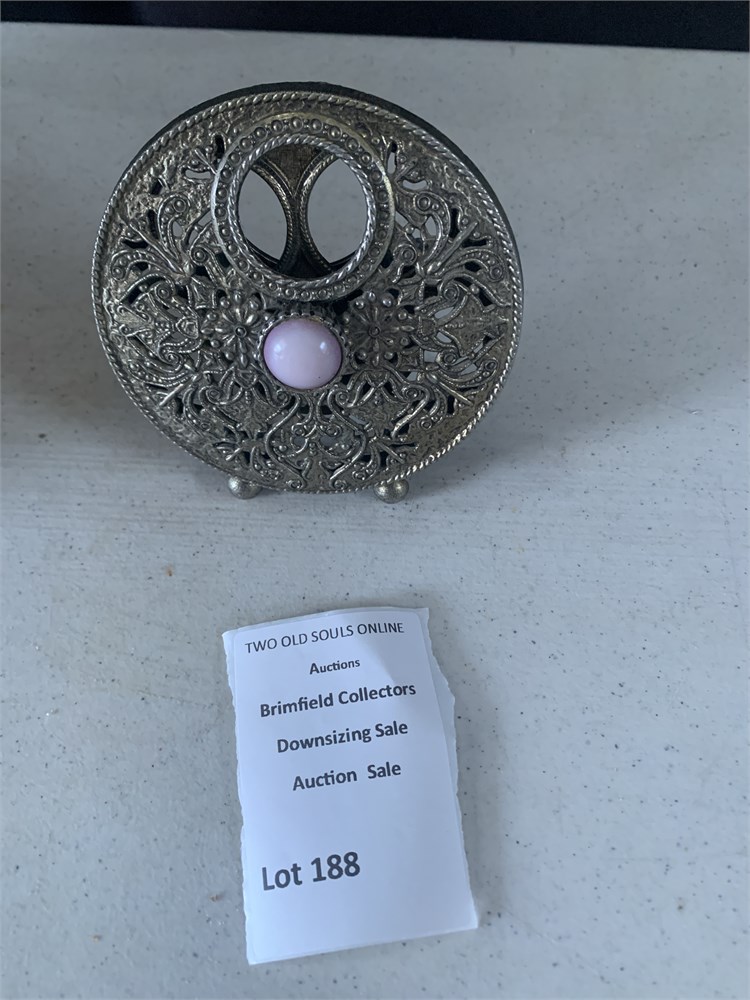 TWO OLD SOULS ONLINE
Auctions
Brimfield Collectors
Downsizing Sale
Auction Sale
Lot 188